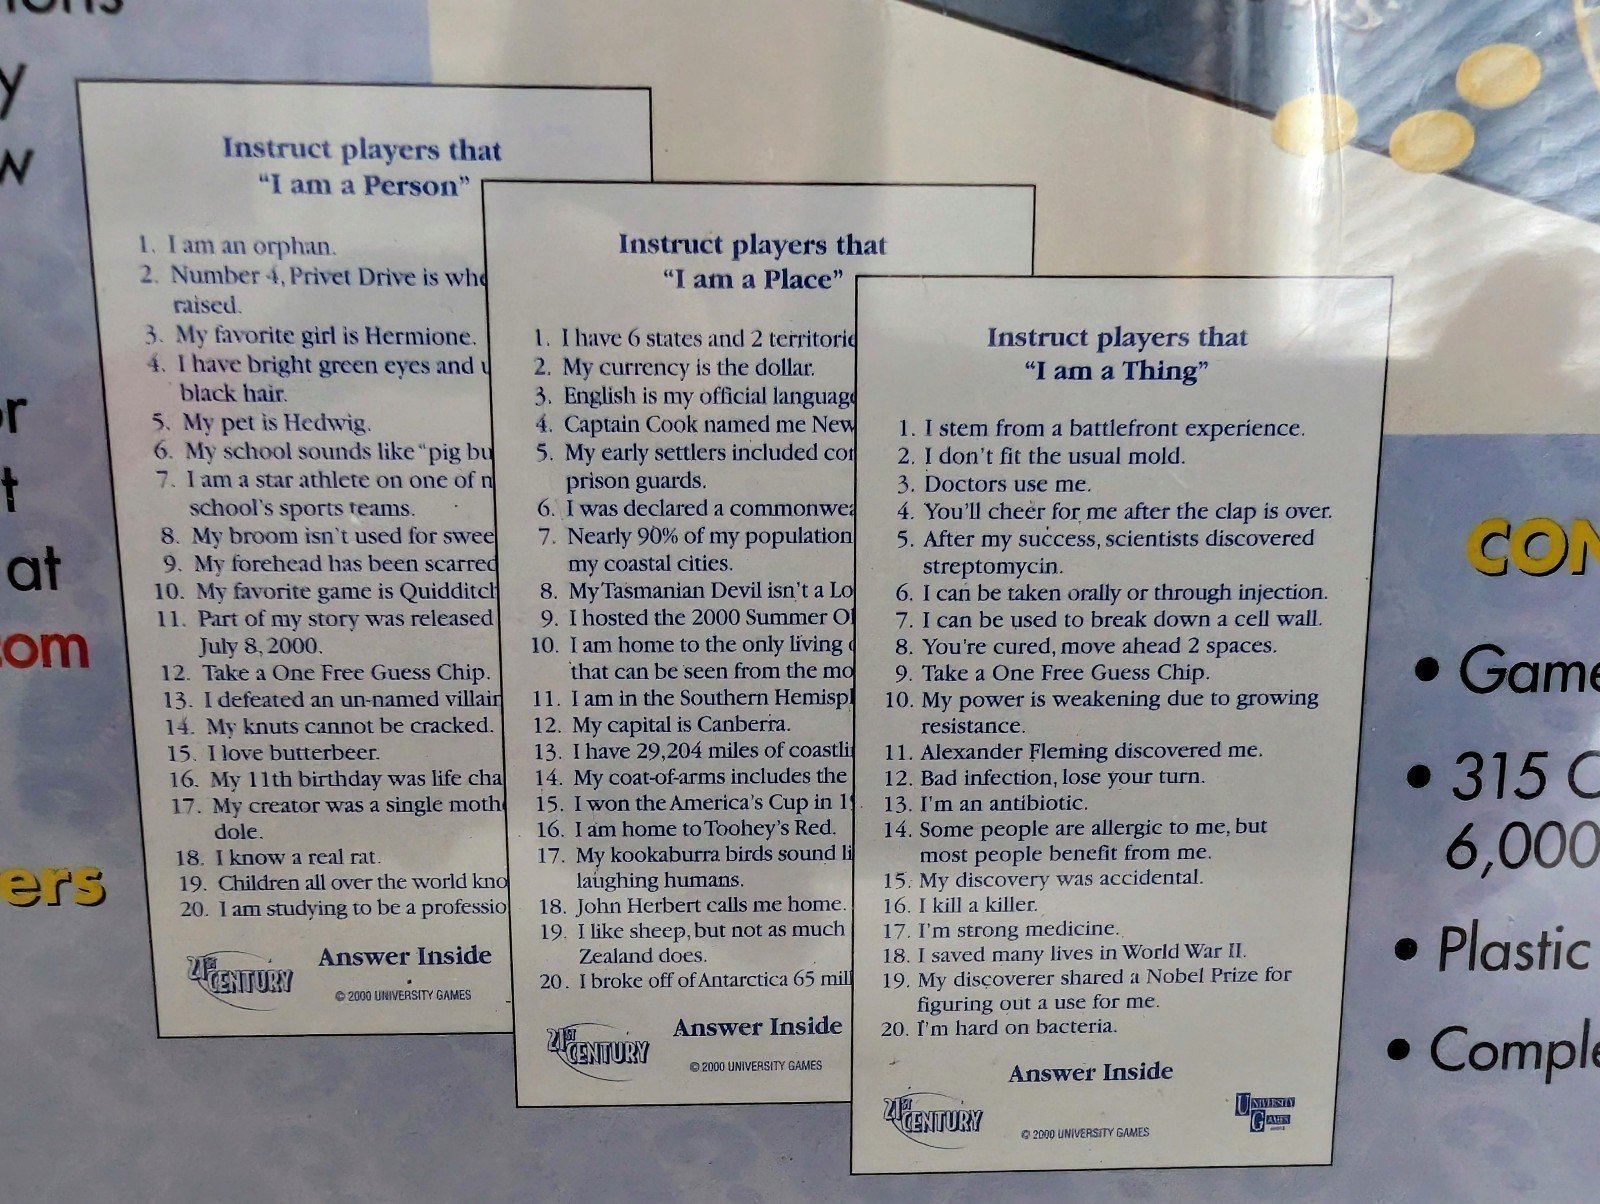 y
w
or
t
at
com
ers
Instruct players that
"I am a Person"
1. I am an orphan.
2. Number 4, Privet Drive is whe
raised.
3. My favorite girl is Hermione.
4. I have bright green eyes and u
black hair.
5. My pet is Hedwig.
6. My school sounds like "pig bu
7. I am a star athlete on one of n
school's sports teams.
8. My broom isn't used for swee
9. My forehead has been scarred
10. My favorite game is Quidditch
11. Part of my story was released
July 8, 2000.
12. Take a One Free Guess Chip.
13. I defeated an un-named villain
14. My knuts cannot be cracked.
15. I love butterbeer.
16. My 11th birthday was life cha
17. My creator was a single moth
dole.
18. I know a real rat.
19. Children all over the world kno
20. I am studying to be a professio
Answer Inside
21ST CENTURY
© 2000 UNIVERSITY GAMES
Instruct players that
"I am a Place"
1. I have 6 states and 2 territorie
2. My currency is the dollar.
3. English is my official language
4. Captain Cook named me New
5. My early settlers included con
prison guards.
6. I was declared a commonwea
7. Nearly 90% of my population
my coastal cities.
8. My Tasmanian Devil isn't a Lo
9. I hosted the 2000 Summer Ol
10. I am home to the only living
that can be seen from the mo
11. I am in the Southern Hemisph
12. My capital is Canberra.
13. I have 29,204 miles of coastli
14. My coat-of-arms includes the
15. I won the America's Cup in 19
16. I am home to Toohey's Red.
17. My kookaburra birds sound li
laughing humans.
18. John Herbert calls me home.
19. I like sheep, but not as much
Zealand does.
20. I broke off of Antarctica 65 mill
Answer Inside
21ST CENTURY
© 2000 UNIVERSITY GAMES
Instruct players that
"I am a Thing"
1. I stem from a battlefront experience.
2. I don't fit the usual mold.
3. Doctors use me.
4. You'll cheer for me after the clap is over.
5. After my success, scientists discovered
streptomycin.
6. I can be taken orally or through injection.
7. I can be used to break down a cell wall.
8. You're cured, move ahead 2 spaces.
9. Take a One Free Guess Chip.
10. My power is weakening due to growing
resistance.
11. Alexander Fleming discovered me.
12. Bad infection, lose your turn.
13. I'm an antibiotic.
14. Some people are allergic to me, but
most people benefit from me.
15. My discovery was accidental.
16. I kill a killer.
17. I'm strong medicine.
18. I saved many lives in World War II.
19. My discoverer shared a Nobel Prize for
figuring out a use for me.
20. I'm hard on bacteria.
Answer Inside
21ST CENTURY
© 2000 UNIVERSITY GAMES
UNIVERSITY GAMES
CON
• Game
• 315 C
6,000
• Plastic
• Comple